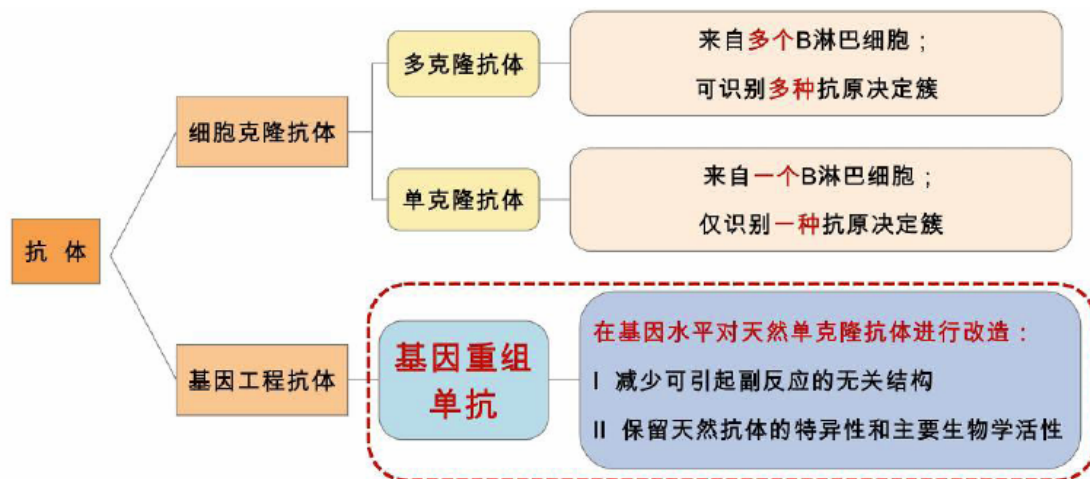 抗 体
细胞克隆抗体
多克隆抗体
来自多个B淋巴细胞；
可识别多种抗原决定簇
单克隆抗体
来自一个B淋巴细胞；
仅识别一种抗原决定簇
基因工程抗体
基因重组
单抗
在基因水平对天然单克隆抗体进行改造：
I 减少可引起副反应的无关结构
II 保留天然抗体的特异性和主要生物学活性